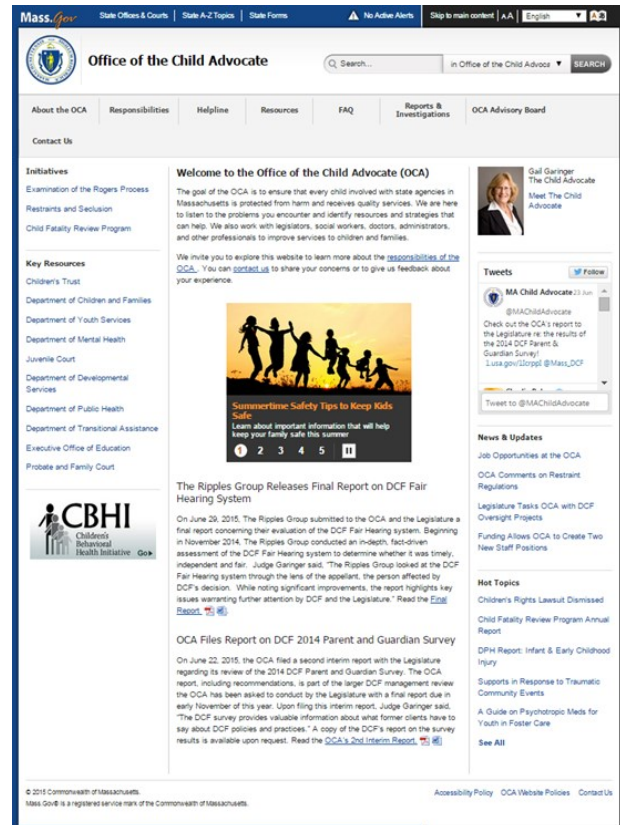 Mass.Gov
State Offices & Courts
State A-Z Topics
State Forms
No Active Alerts
Skip to main content
AA
English
Office of the Child Advocate
Search...
in Office of the Child Advoca
SEARCH
About the OCA
Responsibilities
Helpline
Resources
FAQ
Reports &
Investigations
OCA Advisory Board
Contact Us
Initiatives
Examination of the Rogers Process
Restraints and Seclusion
Child Fatality Review Program
Key Resources
Children's Trust
Department of Children and Families
Department of Youth Services
Department of Mental Health
Juvenile Court
Department of Developmental
Services
Department of Public Health
Department of Transitional Assistance
Executive Office of Education
Probate and Family Court
CBHI
Children's
Behavioral
Health Initiative Go
Welcome to the Office of the Child Advocate (OCA)
The goal of the OCA is to ensure that every child involved with state agencies in
Massachusetts is protected from harm and receives quality services. We are here
to listen to the problems you encounter and identify resources and strategies that
can help. We also work with legislators, social workers, doctors, administrators,
and other professionals to improve services to children and families.
We invite you to explore this website to learn more about the responsibilities of the
OCA . You can contact us to share your concerns or to give us feedback about
your experience.
Summertime Safety Tips to Keep Kids
Safe
Learn about important information that will help
keep your family safe this summer
1 2 3 4 5
The Ripples Group Releases Final Report on DCF Fair
Hearing System
On June 29, 2015, The Ripples Group submitted to the OCA and the Legislature a
final report concerning their evaluation of the DCF Fair Hearing System. Beginning
in November 2014, The Ripples Group conducted an in-depth, fact-driven
assessment of the DCF Fair Hearing system to determine whether it was timely,
independent and fair. Judge Garinger said, "The Ripples Group looked at the DCF
Fair Hearing system through the lens of the appellant, the person affected by
DCF's decision. While noting significant improvements, the report highlights key
issues warranting further attention by DCF and the Legislature." Read the Final
Report.
OCA Files Report on DCF 2014 Parent and Guardian Survey
On June 22, 2015, the OCA filed a second interim report with the Legislature
regarding its review of the 2014 DCF Parent and Guardian Survey. The OCA
report, including recommendations, is part of the larger DCF management review
the OCA has been asked to conduct by the Legislature with a final report due in
early November of this year. Upon filing this interim report, Judge Garinger said,
"The DCF survey provides valuable information about what former clients have to
say about DCF policies and practices." A copy of the DCF's report on the survey
results is available upon request. Read the OCA's 2nd Interim Report.
Gail Garinger
The Child Advocate
Meet The Child
Advocate
Tweets
Follow
MA Child Advocate 23 Jun
@MAChildAdvocate
Check out the OCA's report to
the Legislature re: the results of
the 2014 DCF Parent &
Guardian Survey!
@Mass_DCF
Tweet to @MAChildAdvocate
News & Updates
Job Opportunities at the OCA
OCA Comments on Restraint
Regulations
Legislature Tasks OCA with DCF
Oversight Projects
Funding Allows OCA to Create Two
New Staff Positions
Hot Topics
Children's Rights Lawsuit Dismissed
Child Fatality Review Program Annual
Report
DPH Report: Infant & Early Childhood
Injury
Supports in Response to Traumatic
Community Events
A Guide on Psychotropic Meds for
Youth in Foster Care
See All
© 2015 Commonwealth of Massachusetts.
Mass.Gov® is a registered service mark of the Commonwealth of Massachusetts.
Accessibility Policy
OCA Website Policies
Contact Us